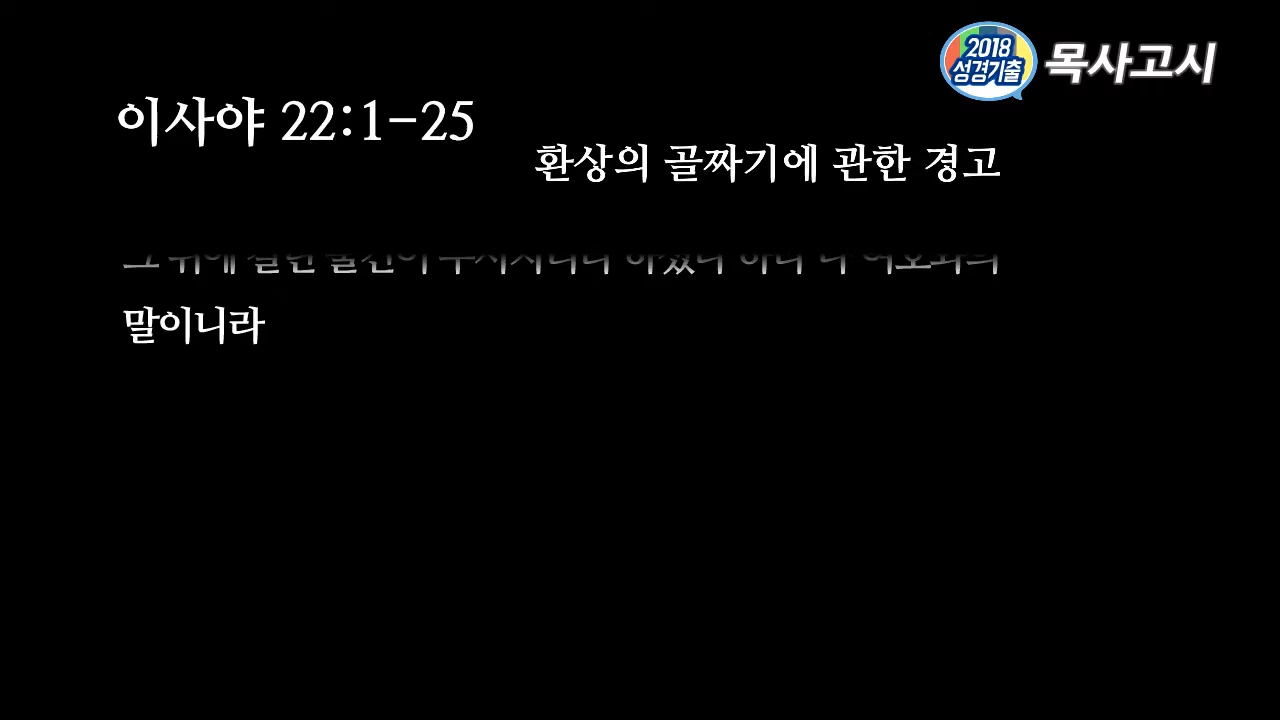 2018
성경기출
목사고시
이사야 22:1-25
환상의 골짜기에 관한 경고
말이니라